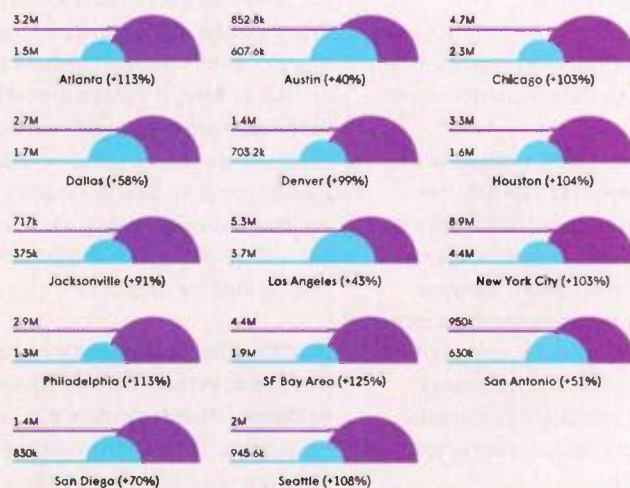 3.2M
1.5M
Atlanta (+113%)
852.8k
607.6k
Austin (+40%)
4.7M
2.3M
Chicago (+103%)
2.7M
1.7M
Dallas (+58%)
1.4M
703.2k
Denver (+99%)
3.3M
1.6M
Houston (+104%)
717k
375k
Jacksonville (+91%)
5.3M
3.7M
Los Angeles (+43%)
8.9M
4.4M
New York City (+103%)
2.9M
1.3M
Philadelphia (+113%)
4.4M
1.9M
SF Bay Area (+125%)
950k
630k
San Antonio (+51%)
1.4M
830k
San Diego (+70%)
2M
945.6k
Seattle (+108%)